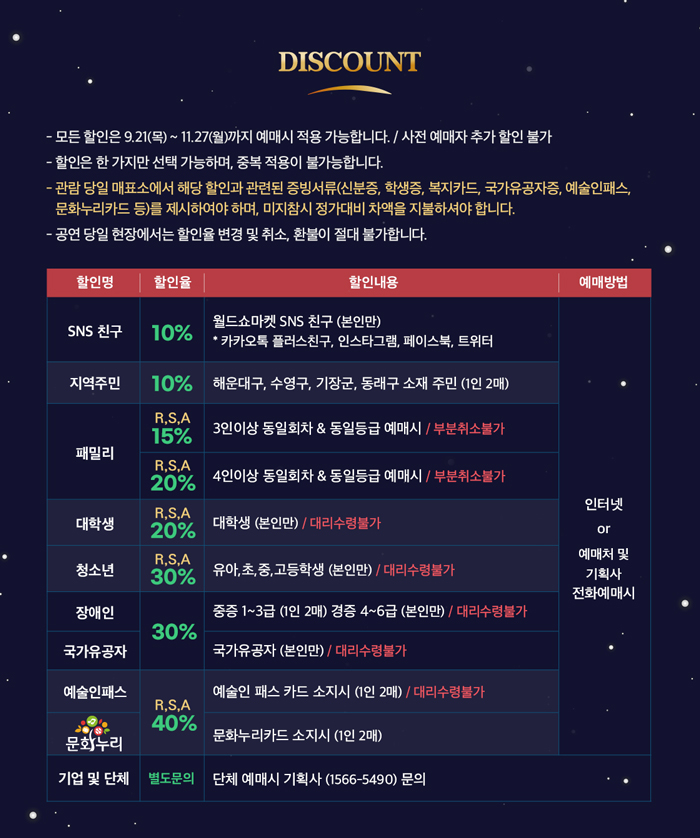 DISCOUNT
- 모든 할인은 9.21(목) ~ 11.27(월)까지 예매시 적용 가능합니다. / 사전 예매자 추가 할인 불가
- 할인은 한 가지만 선택 가능하며, 중복 적용이 불가능합니다.
- 관람 당일 매표소에서 해당 할인과 관련된 증빙서류(신분증, 학생증, 복지카드, 국가유공자증, 예술인패스,
문화누리카드 등)를 제시하여야 하며, 미지참시 정가대비 차액을 지불하셔야 합니다.
- 공연 당일 현장에서는 할인율 변경 및 취소, 환불이 절대 불가합니다.
할인명 할인율 할인내용 예매방법
SNS 친구 10% 월드쇼마켓 SNS 친구 (본인만)
* 카카오톡 플러스친구, 인스타그램, 페이스북, 트위터
지역주민 10% 해운대구, 수영구, 기장군, 동래구 소재 주민 (1인 2매)
패밀리
R,S,A
15% 3인이상 동일회차 & 동일등급 예매시 / 부분취소불가
R,S,A
20% 4인이상 동일회차 & 동일등급 예매시 / 부분취소불가
대학생
R,S,A
20% 대학생 (본인만) / 대리수령불가
청소년
R,S,A
30% 유아,초,중,고등학생 (본인만) / 대리수령불가
장애인 중증 1~3급 (1인 2매) 경증 4~6급 (본인만) / 대리수령불가
30%
국가유공자 국가유공자 (본인만) / 대리수령불가
예술인패스 예술인 패스 카드 소지시 (1인 2매) / 대리수령불가
R,S,A
40%
문화누리 문화누리카드 소지시 (1인 2매)
인터넷
or
예매처 및
기획사
전화예매시
기업 및 단체 별도문의 단체 예매시 기획사 (1566-5490) 문의